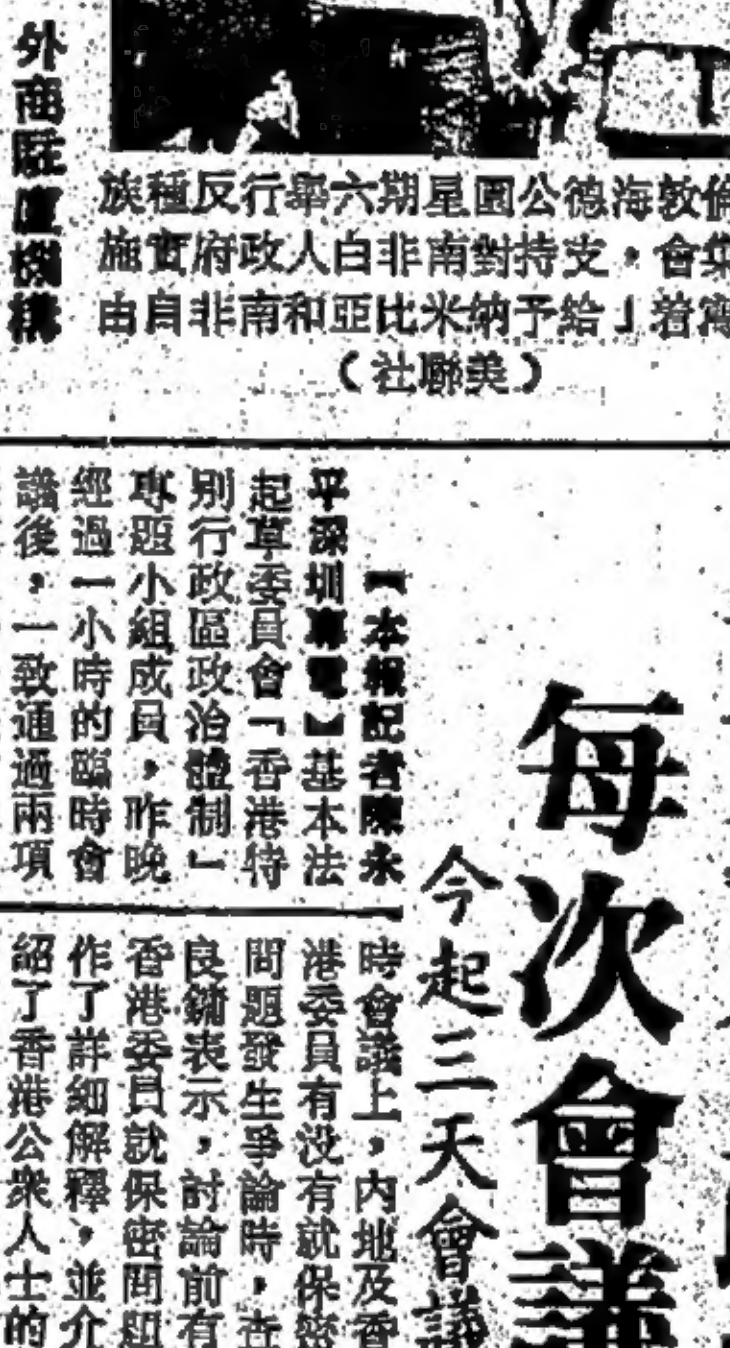 外商駐滬機構
倫敦海德公園星期六舉行反種族
集會，支持對南非白人政府實施
寫着「給予納米比亞和南非自由
（美聯社）
每次會議
今起三天會議
【本報記者陳永
平深圳專電】基本法
起草委員會「香港特
別行政區政治體制」
專題小組成員，昨晚
經過一小時的臨時會
議後，一致通過兩項
時會議上，內地及香
港委員有没有就保密
問題發生爭論時，查
良鏞表示，討論前有
香港委員就保密問題
作了詳細解釋，並介
紹了香港公衆人士的